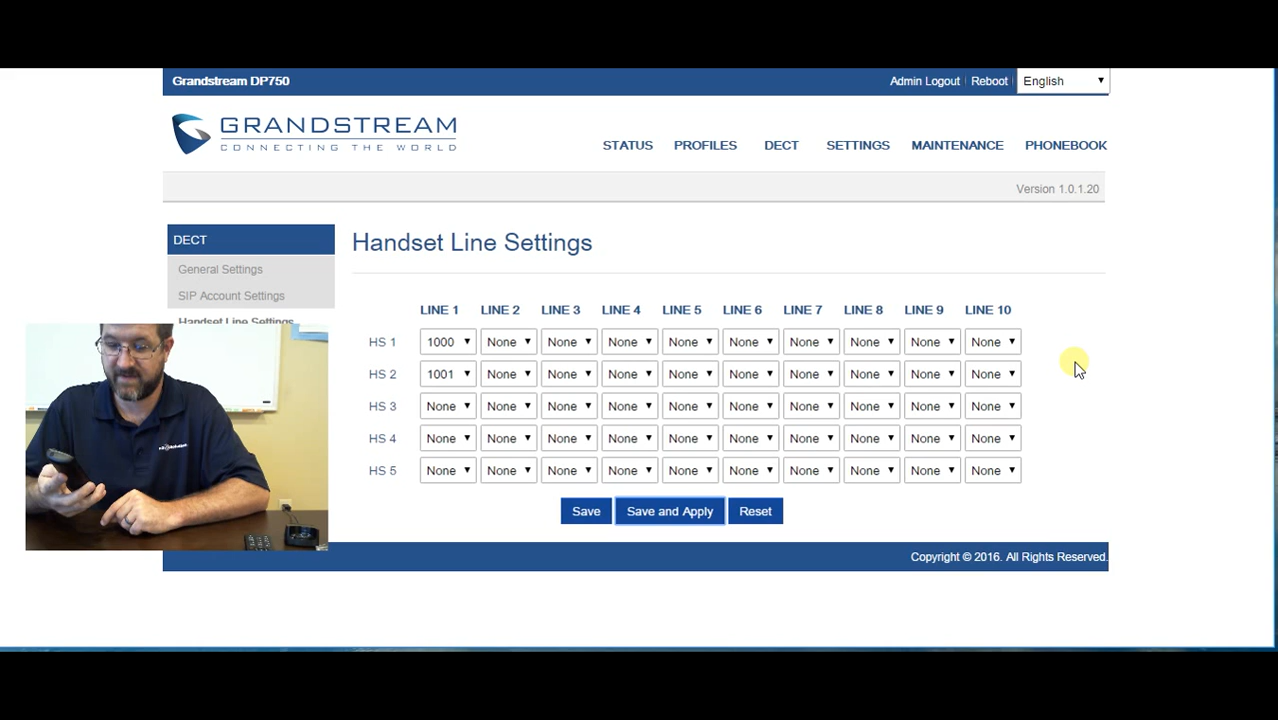 Grandstream DP750
Admin Logout
Reboot
English
GRANDSTREAM
CONNECTING THE WORLD
STATUS PROFILES DECT SETTINGS MAINTENANCE PHONEBOOK
Version 1.0.1.20
DECT
General Settings
SIP Account Settings
Handset Line Settings
Handset Line Settings
LINE 1 LINE 2 LINE 3 LINE 4 LINE 5 LINE 6 LINE 7 LINE 8 LINE 9 LINE 10
HS 1 1000 None None None None None None None None None
HS 2 1001 None None None None None None None None None
HS 3 None None None None None None None None None None
HS 4 None None None None None None None None None None
HS 5 None None None None None None None None None None
Save Save and Apply Reset
Copyright © 2016. All Rights Reserved.